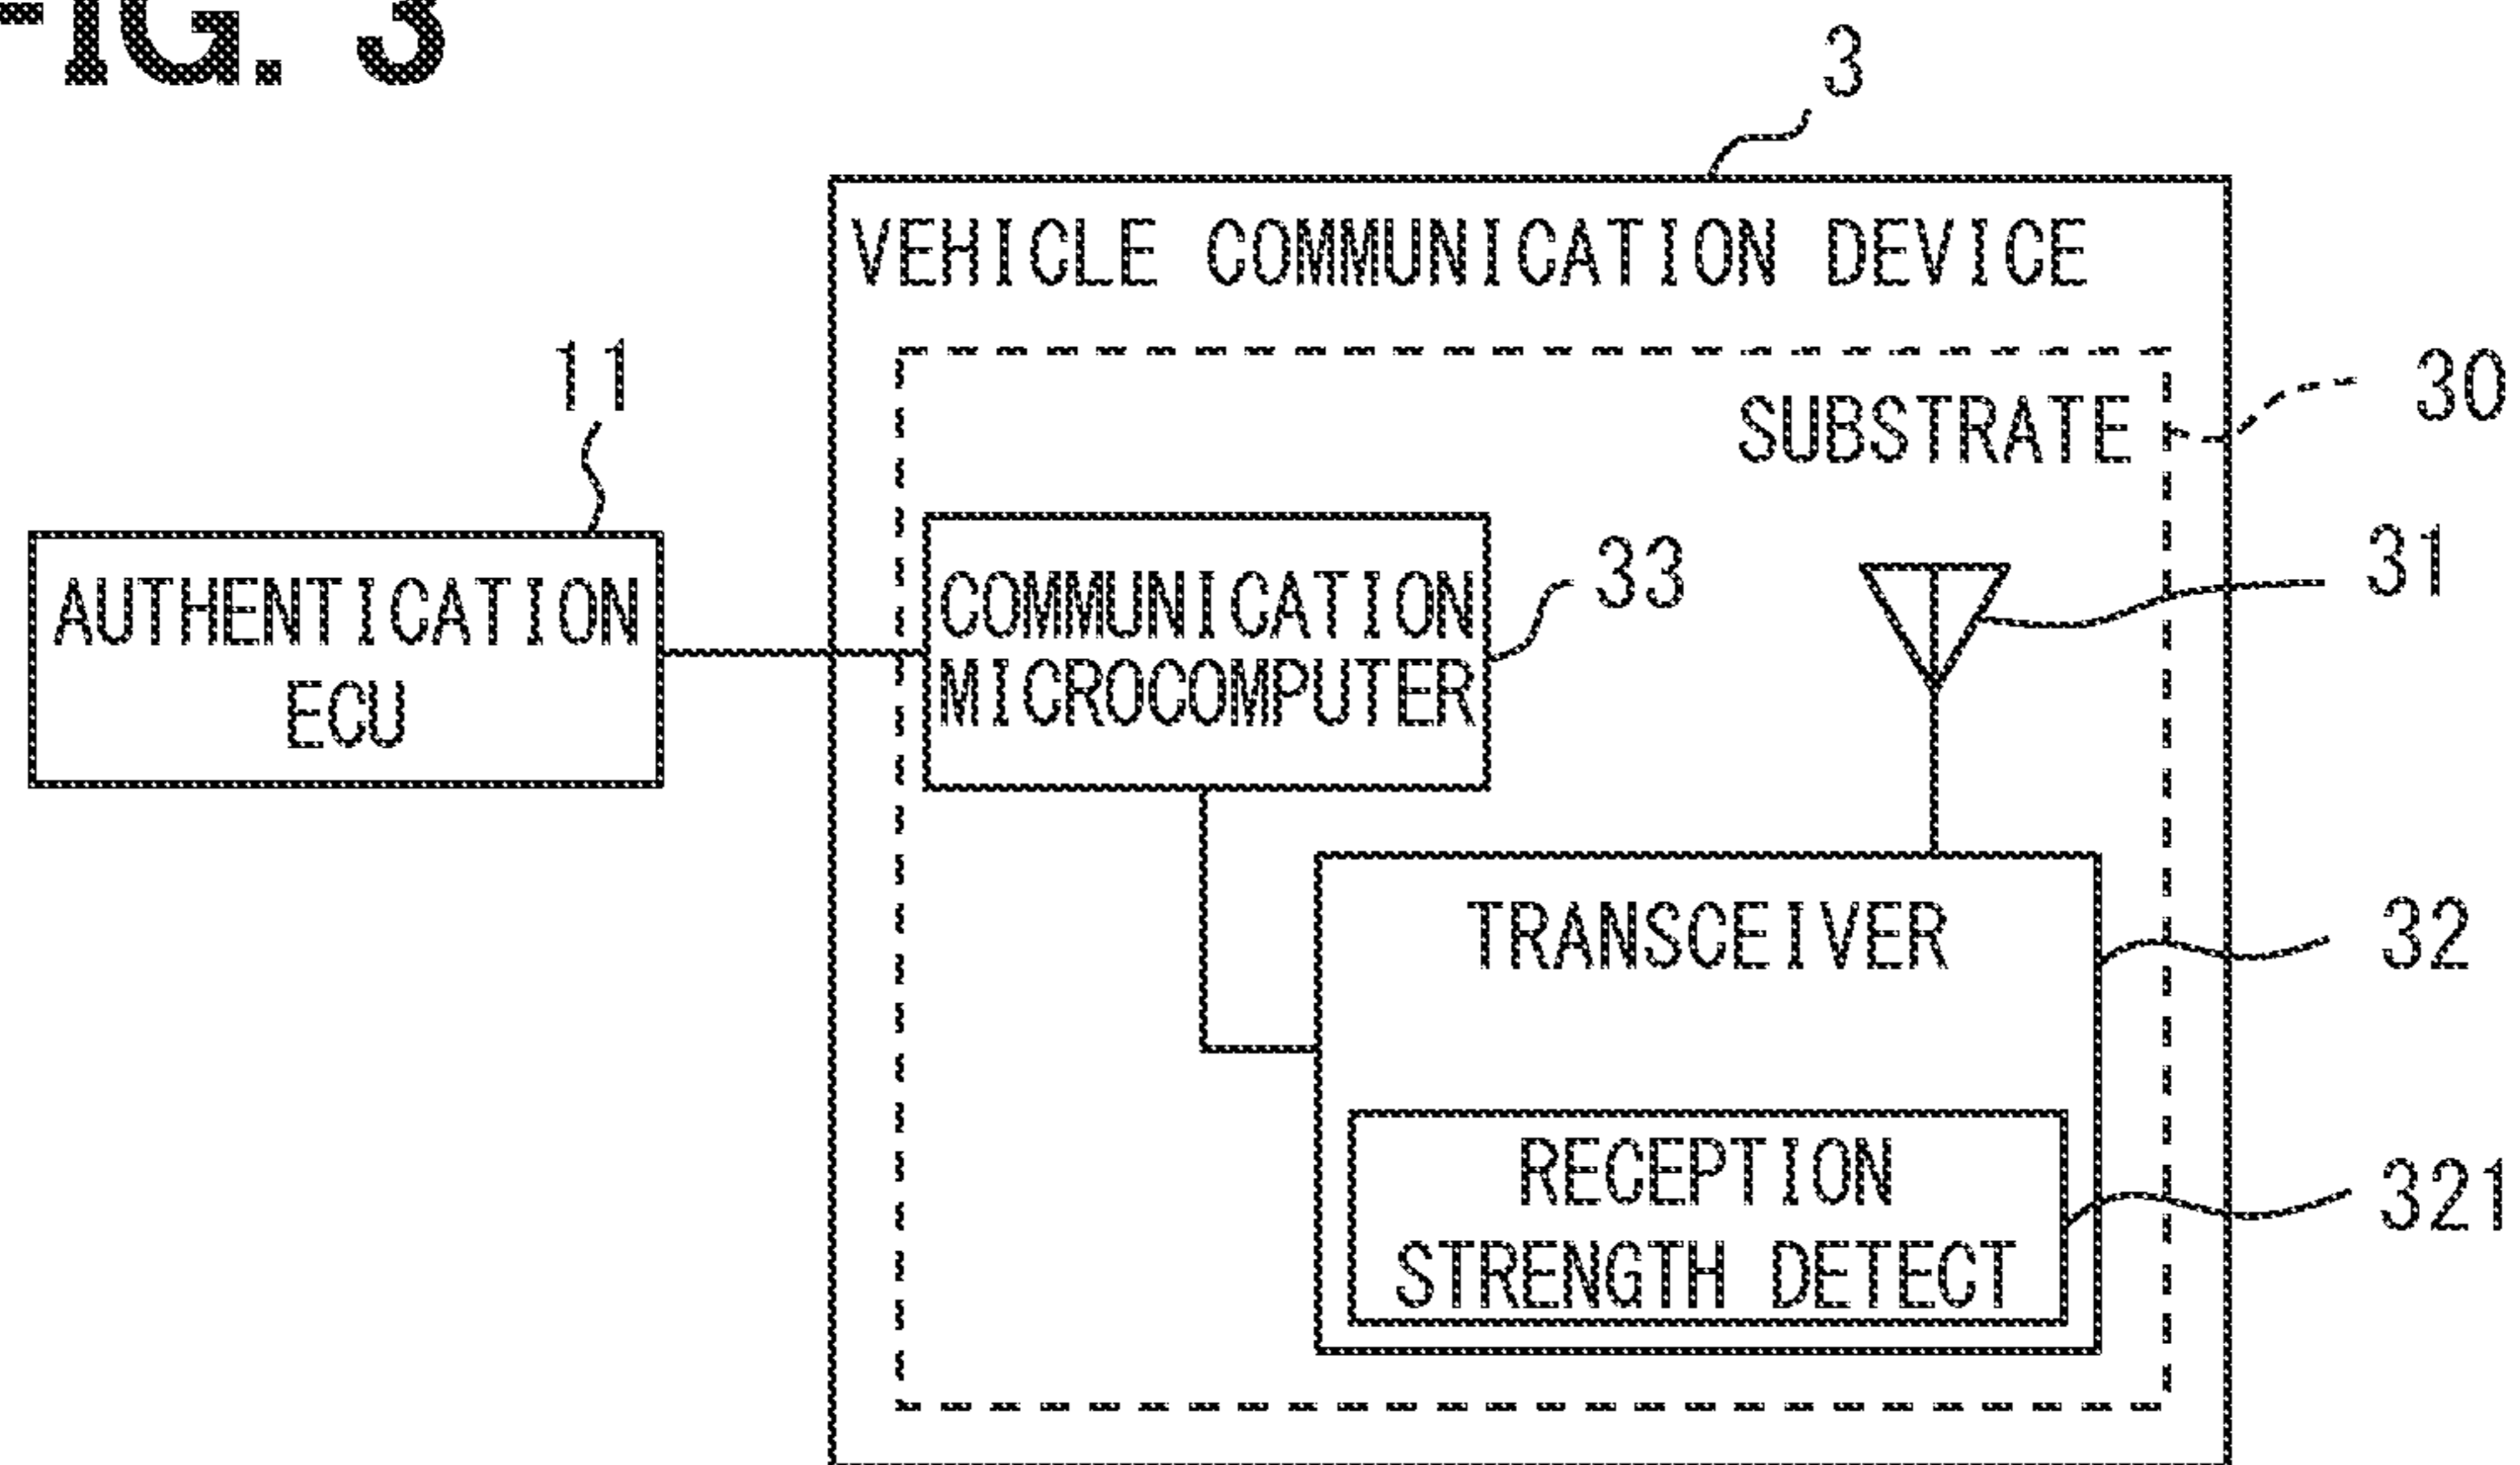 FIG. 3
3
VEHICLE COMMUNICATION DEVICE
11
30
SUBSTRATE
31
33
AUTHENTICATION
ECU
COMMUNICATION
MICROCOMPUTER
TRANSCEIVER
32
RECEPTION
STRENGTH DETECT
321